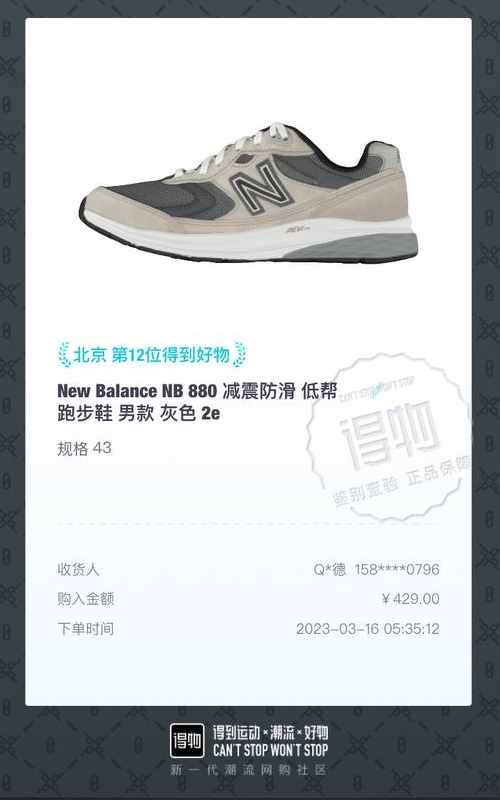 北京 第12位得到好物
New Balance NB 880 减震防滑 低帮
跑步鞋 男款 灰色 2e
规格 43
CAN'T STOP WON'T STOP
得物
鉴别查验 正品保障
收货人 Q*德 158****0796
购入金额 ¥429.00
下单时间 2023-03-16 05:35:12
得物 得到运动×潮流×好物
CAN'T STOP WON'T STOP
新一代潮流网购社区